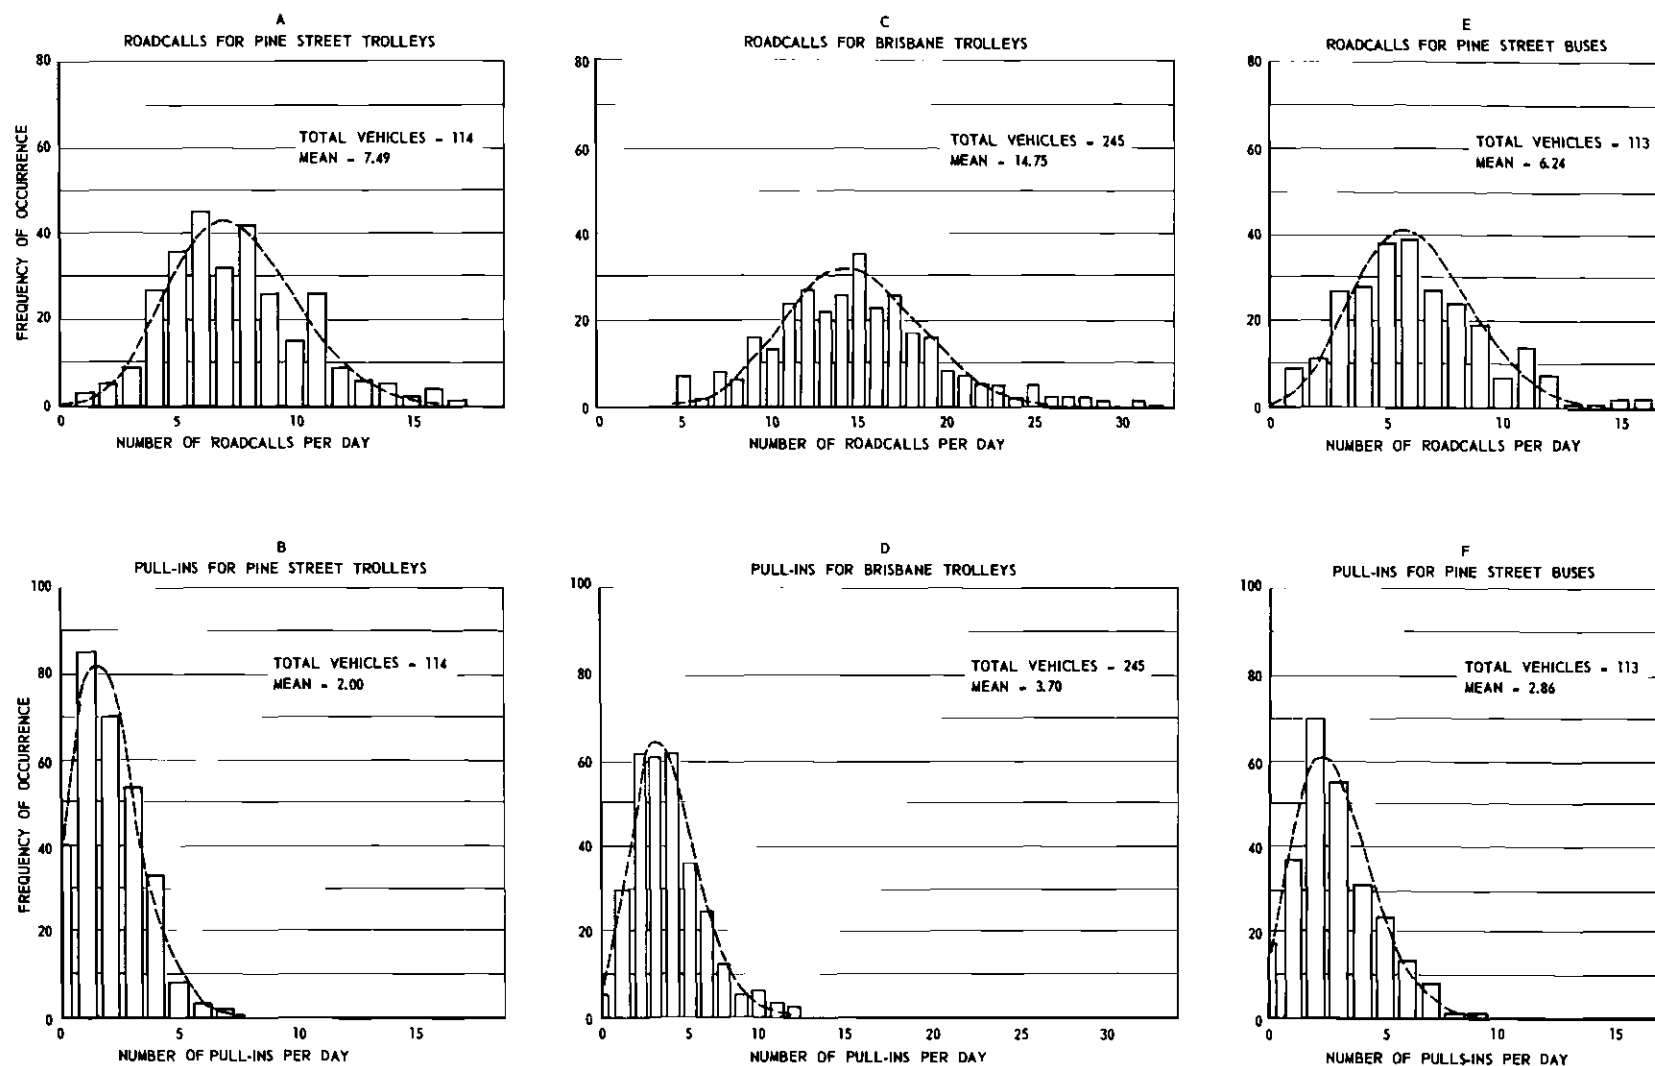 A
ROADCALLS FOR PINE STREET TROLLEYS
80
60
40
20
0
FREQUENCY OF OCCURRENCE
TOTAL VEHICLES = 114
MEAN = 7.49
0 5 10 15
NUMBER OF ROADCALLS PER DAY
C
ROADCALLS FOR BRISBANE TROLLEYS
80
60
40
20
0
TOTAL VEHICLES = 245
MEAN = 14.75
0 5 10 15 20 25 30
NUMBER OF ROADCALLS PER DAY
E
ROADCALLS FOR PINE STREET BUSES
80
60
40
20
0
TOTAL VEHICLES = 113
MEAN = 6.24
0 5 10 15
NUMBER OF ROADCALLS PER DAY
B
PULL-INS FOR PINE STREET TROLLEYS
100
80
60
40
20
0
FREQUENCY OF OCCURRENCE
TOTAL VEHICLES = 114
MEAN = 2.00
0 5 10 15
NUMBER OF PULL-INS PER DAY
D
PULL-INS FOR BRISBANE TROLLEYS
100
80
60
40
20
0
TOTAL VEHICLES = 245
MEAN = 3.70
0 5 10 15 20 25 30
NUMBER OF PULL-INS PER DAY
F
PULL-INS FOR PINE STREET BUSES
100
80
60
40
20
0
TOTAL VEHICLES = 113
MEAN = 2.86
0 5 10 15
NUMBER OF PULLS-INS PER DAY